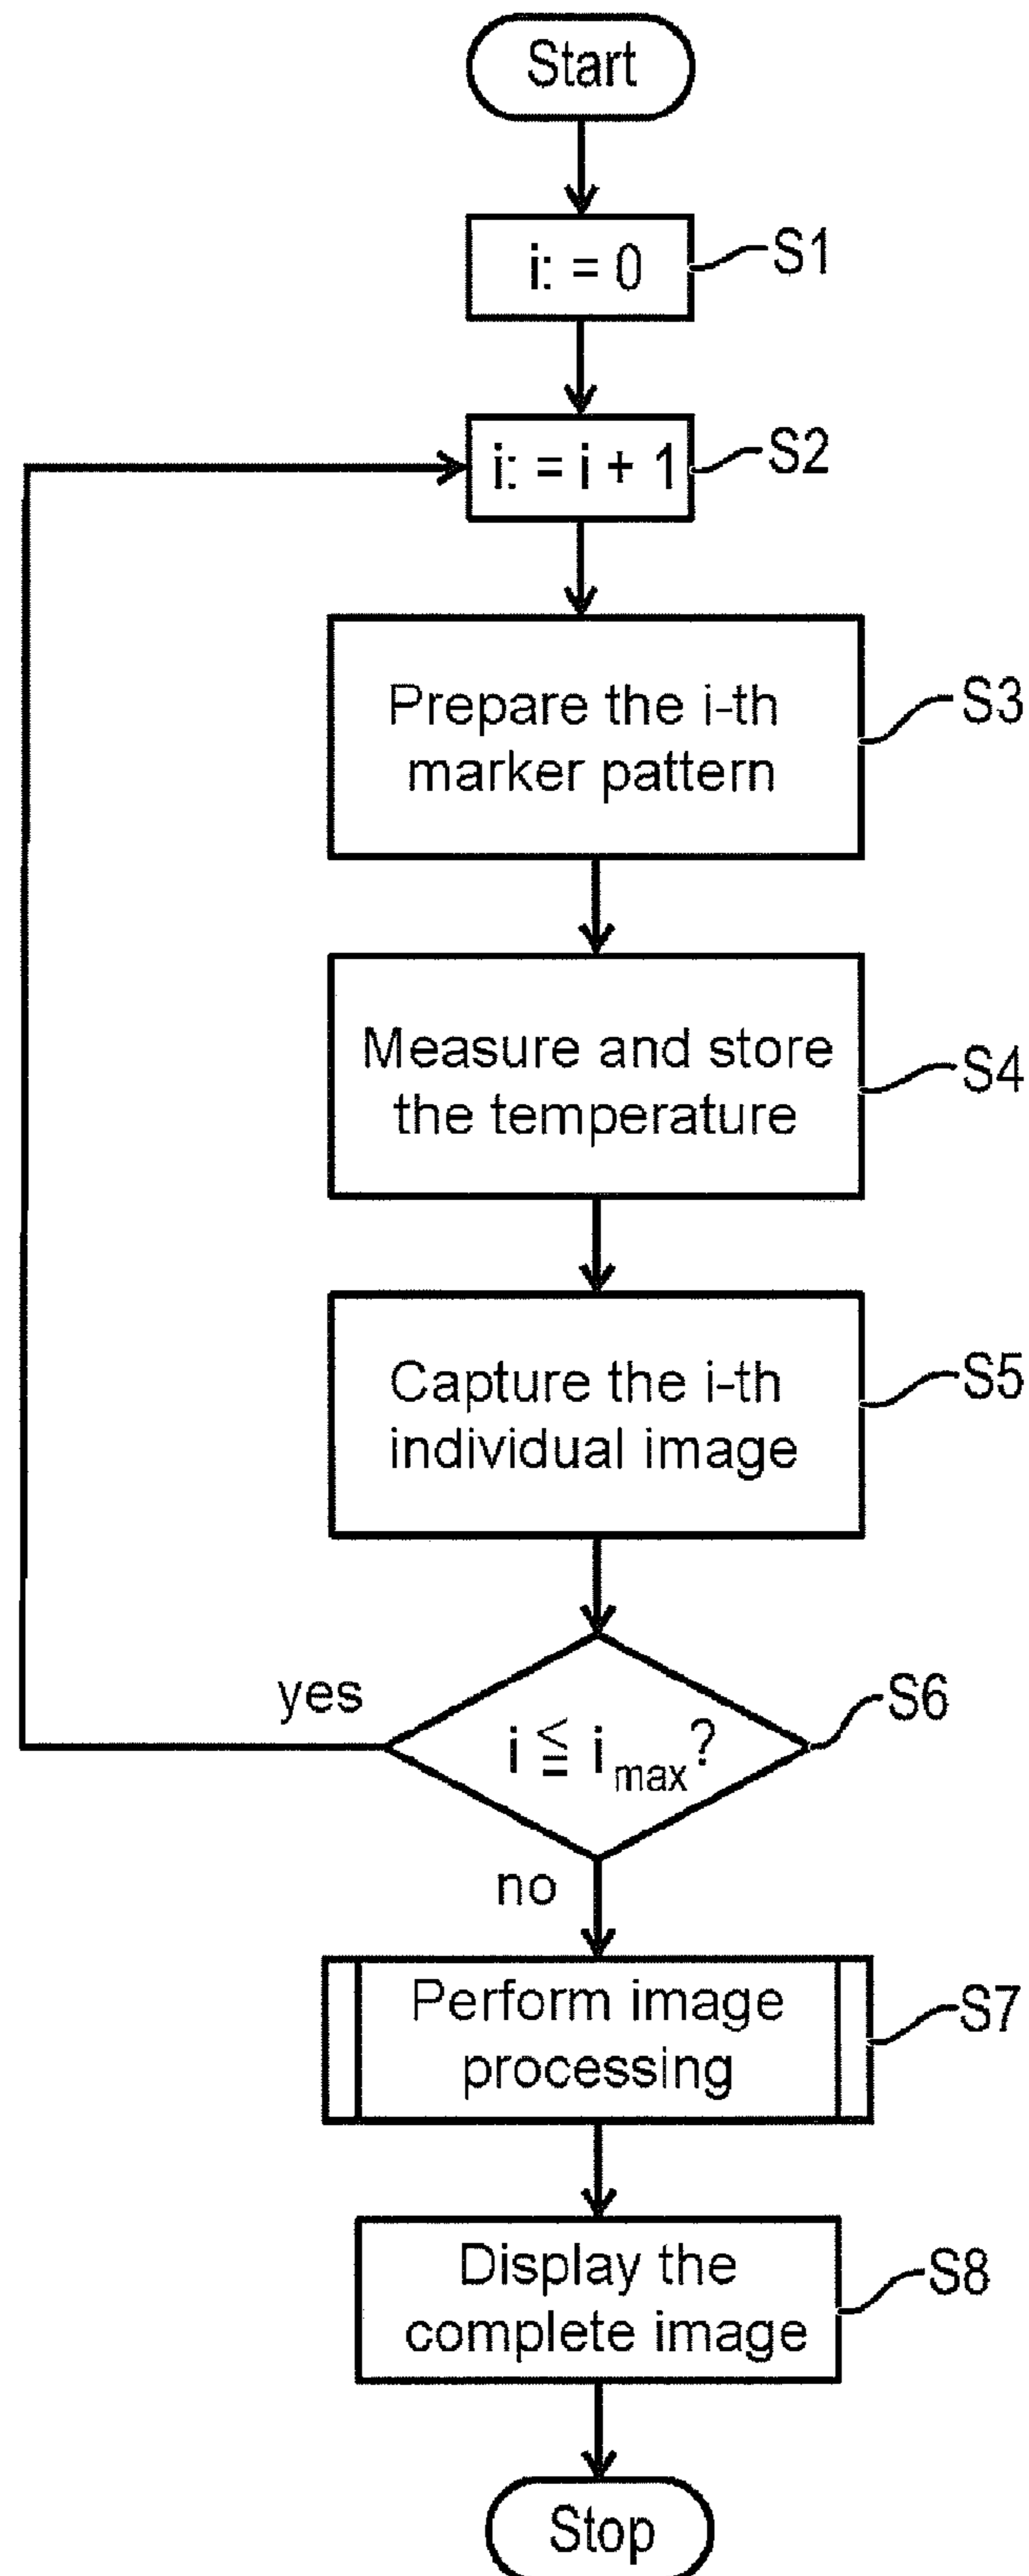 Start
i: = 0
S1
i: = i + 1
S2
Prepare the i-th
marker pattern
S3
Measure and store
the temperature
S4
Capture the i-th
individual image
S5
yes
i ≦ imax?
S6
no
Perform image
processing
S7
Display the
complete image
S8
Stop